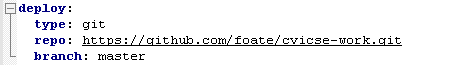 deploy:
  type: git
  repo: https://github.com/foate/cvicse-work.git
  branch: master